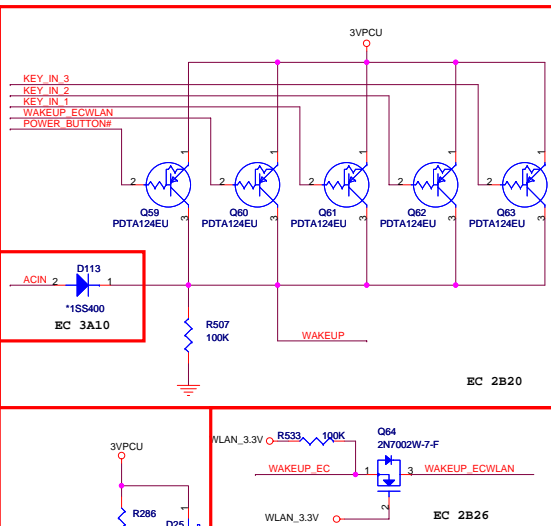 3VPCU
KEY_IN_3
KEY_IN_2
KEY_IN_1
WAKEUP_ECWLAN
POWER_BUTTON#
1 1 1 1 1
2 2 2 2 2
3 3 3 3 3
Q59 Q60 Q61 Q62 Q63
PDTA124EU PDTA124EU PDTA124EU PDTA124EU PDTA124EU
D113
ACIN 2 1
*1SS400
EC 3A10
R507
100K
WAKEUP
EC 2B20
3VPCU
R286
1
WLAN_3.3V R533 100K
Q64
2N7002W-7-F
WAKEUP_EC 1 3 WAKEUP_ECWLAN
2
WLAN_3.3V
EC 2B26